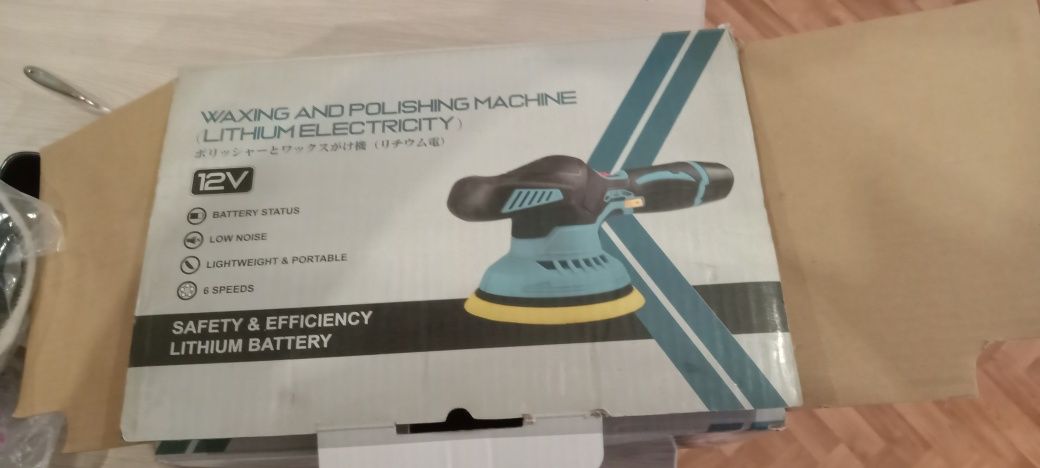 WAXING AND POLISHING MACHINE
(LITHIUM ELECTRICITY)
ポリッシャーとワックスがけ機（リチウム電）
12V
BATTERY STATUS
LOW NOISE
LIGHTWEIGHT & PORTABLE
6 SPEEDS
SAFETY & EFFICIENCY
LITHIUM BATTERY